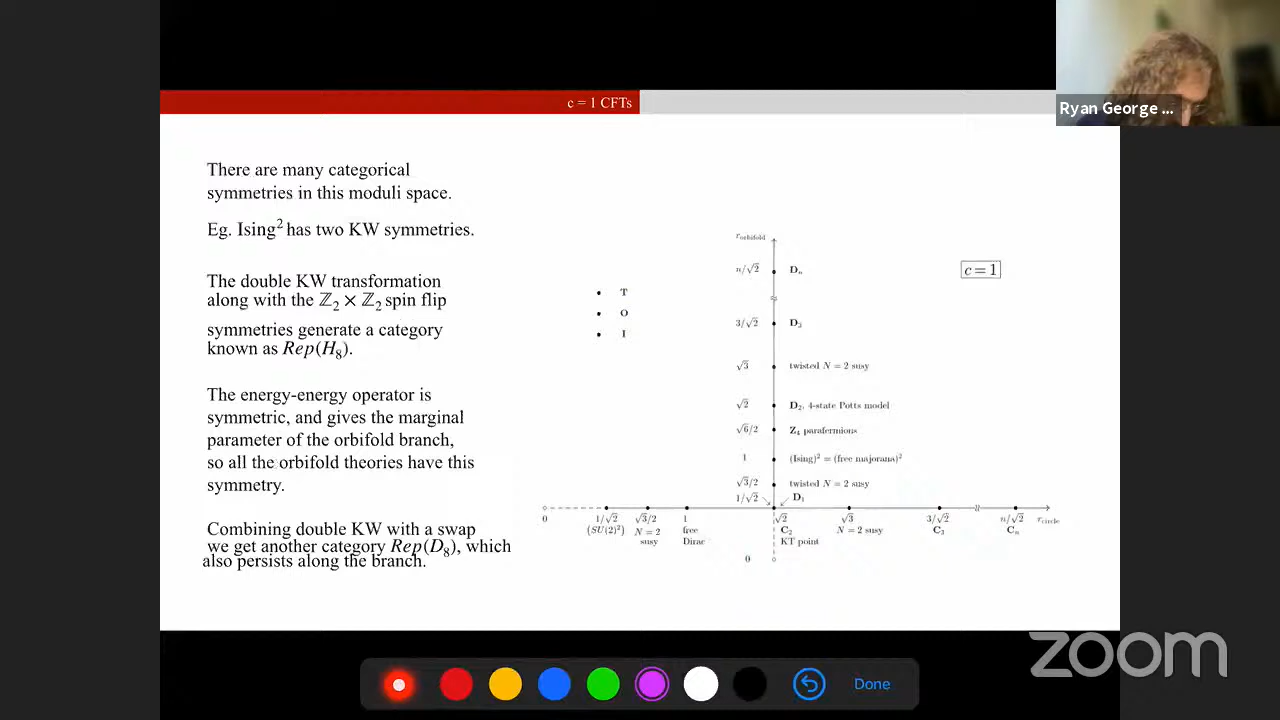 c = 1 CFTs
Ryan George ...
There are many categorical
symmetries in this moduli space.
Eg. Ising² has two KW symmetries.
The double KW transformation
along with the ℤ₂ × ℤ₂ spin flip
symmetries generate a category
known as Rep(H₈).
The energy-energy operator is
symmetric, and gives the marginal
parameter of the orbifold branch,
so all the orbifold theories have this
symmetry.
Combining double KW with a swap
we get another category Rep(D₈), which
also persists along the branch.
r_orbifold
n/√2 Dₙ
c = 1
T
O
I
3/√2 D₃
√3 twisted N = 2 susy
√2 D₂, 4-state Potts model
√6/2 Z₄ parafermions
1 (Ising)² = (free majorana)²
√3/2 twisted N = 2 susy
1/√2 D₁
0 1/√2 √3/2 1 √2 √3 3/√2 n/√2 r_circle
(SU(2)²) N = 2 free C₂ N = 2 susy C₃ Cₙ
susy Dirac KT point
0
zoom
Done